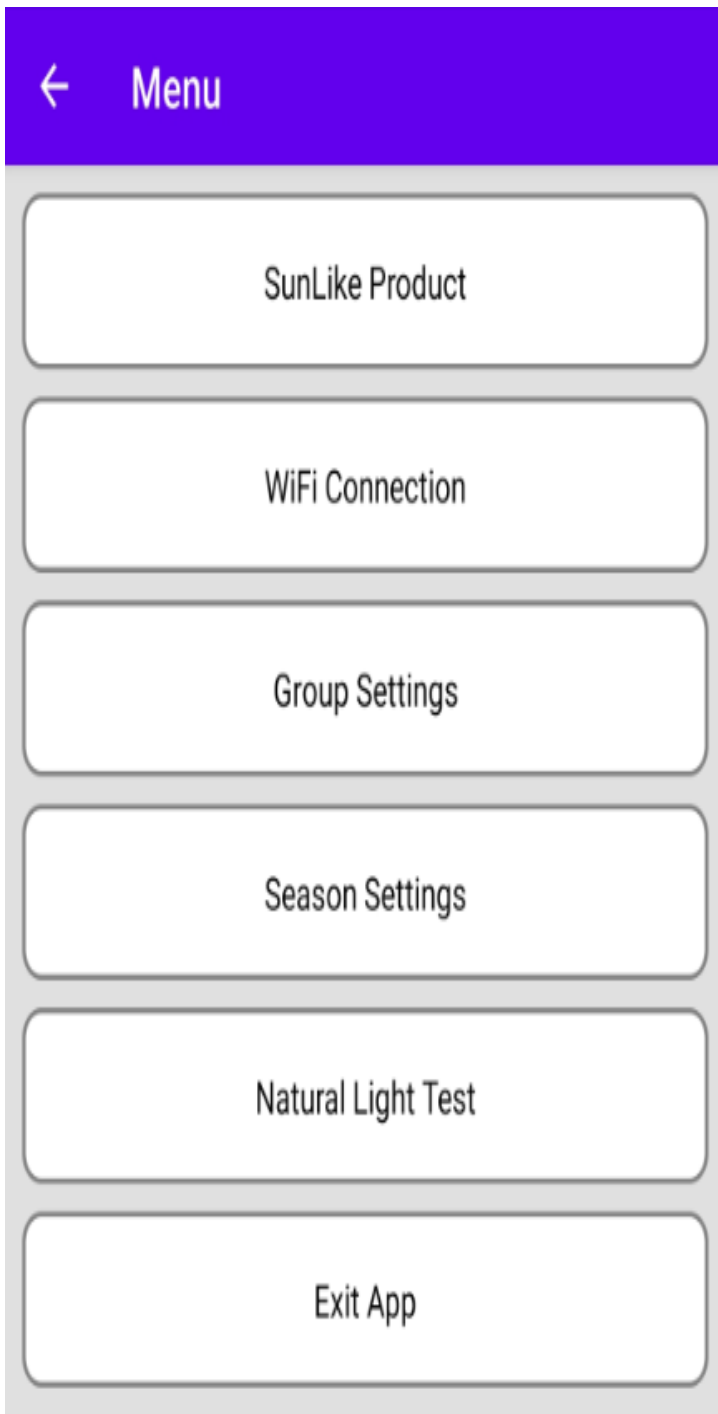 Menu
SunLike Product
WiFi Connection
Group Settings
Season Settings
Natural Light Test
Exit App